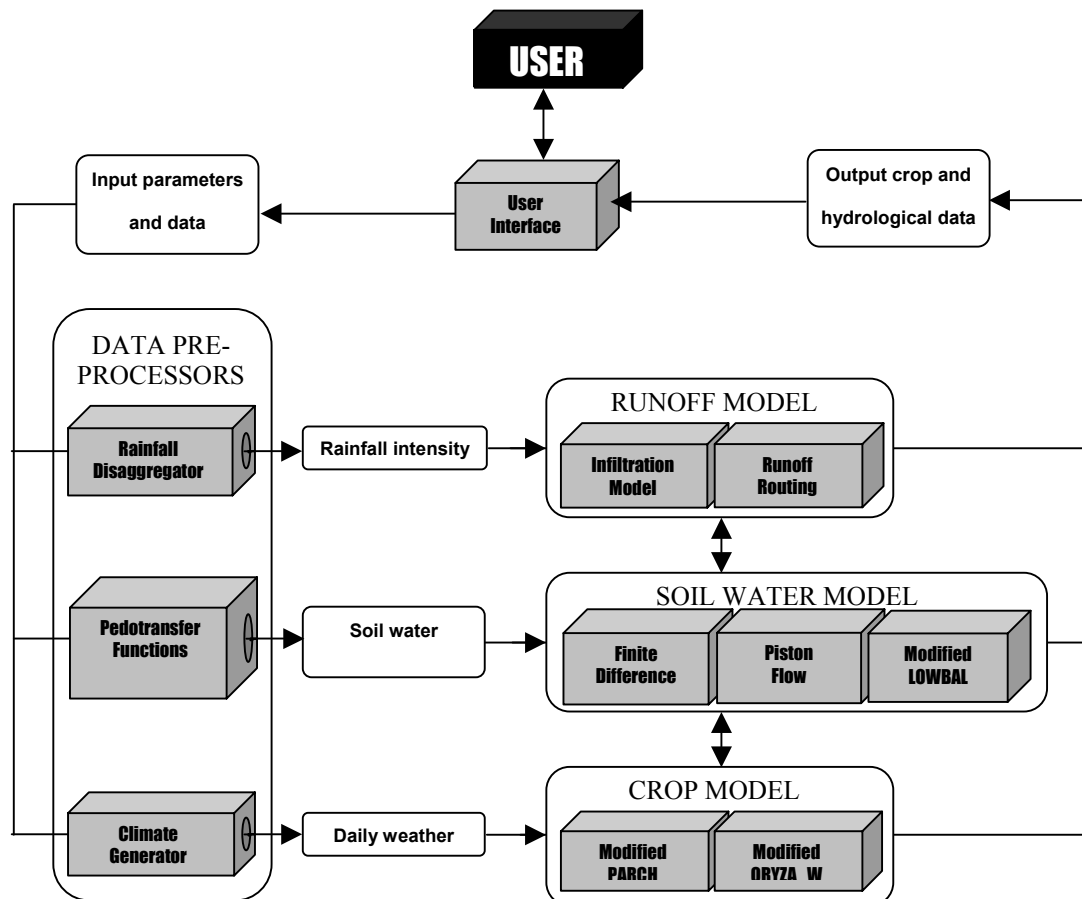 USER
Input parameters
and data
User
Interface
Output crop and
hydrological data
DATA PRE-
PROCESSORS
RUNOFF MODEL
Rainfall
Disaggregator
Rainfall intensity
Infiltration
Model
Runoff
Routing
SOIL WATER MODEL
Pedotransfer
Functions
Soil water
Finite
Difference
Piston
Flow
Modified
LOWBAL
CROP MODEL
Climate
Generator
Daily weather
Modified
PARCH
Modified
ORYZA_W